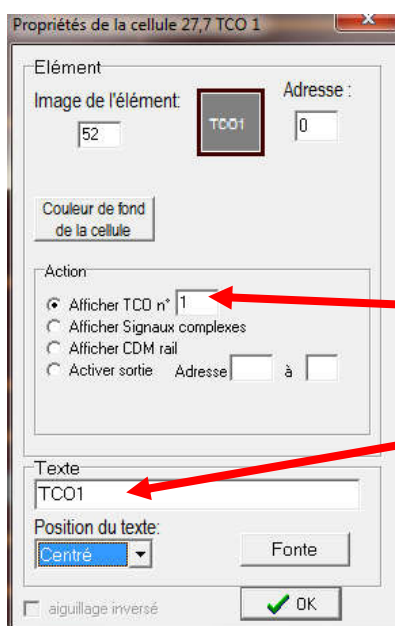 Propriétés de la cellule 27,7 TCO 1
Elément
Image de l'élément:
Adresse :
52
TCO1
0
Couleur de fond
de la cellule
Action
Afficher TCO n° 1
Afficher Signaux complexes
Afficher CDM rail
Activer sortie Adresse à
Texte
TCO1
Position du texte:
Centré
Fonte
aiguillage inversé
OK